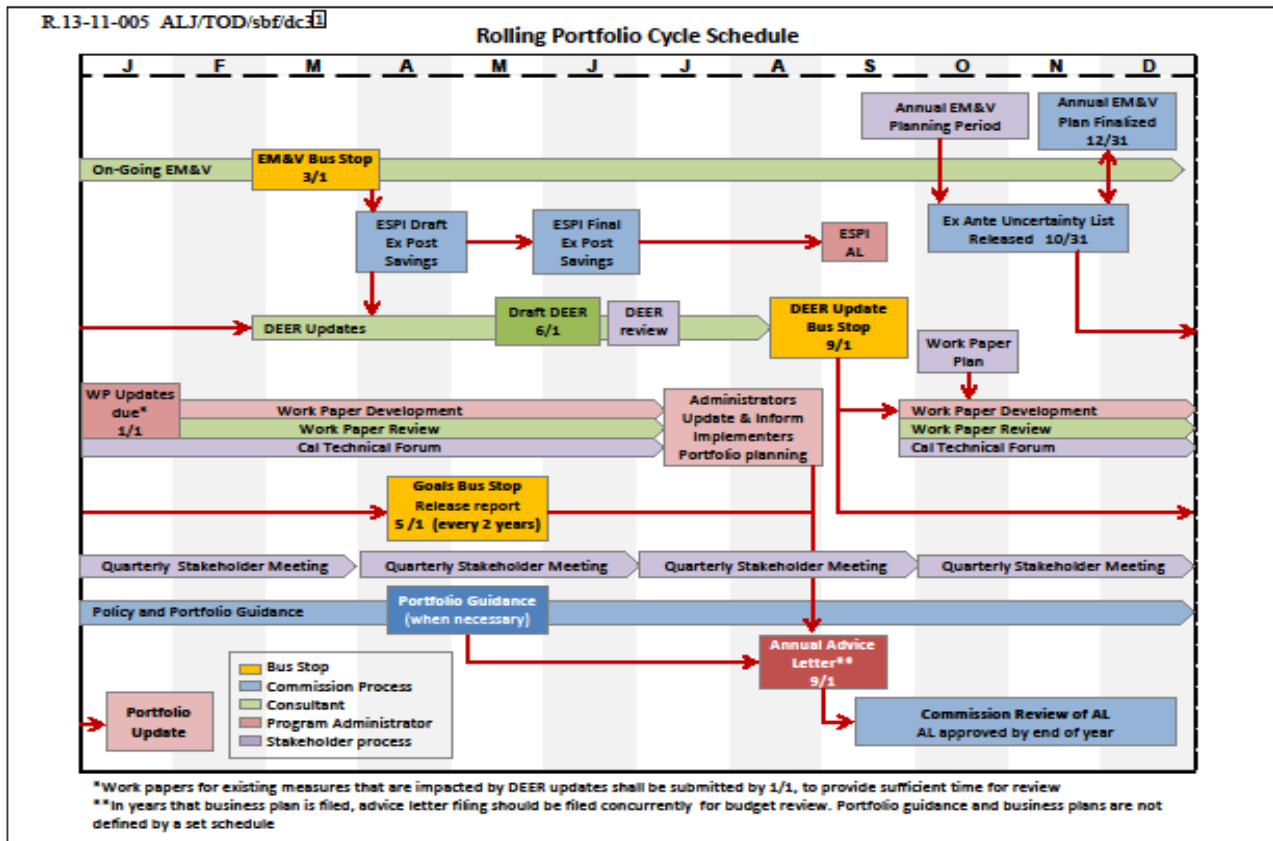 R.13-11-005 ALJ/TOD/sbf/dc3
1
Rolling Portfolio Cycle Schedule
J F M A M J J A S O N D
Annual EM&V
Planning Period
Annual EM&V
Plan Finalized
12/31
On-Going EM&V
EM&V Bus Stop
3/1
ESPI Draft
Ex Post
Savings
ESPI Final
Ex Post
Savings
ESPI
AL
Ex Ante Uncertainty List
Released 10/31
DEER Updates
Draft DEER
6/1
DEER
review
DEER Update
Bus Stop
9/1
Work Paper
Plan
WP Updates
due*
1/1
Work Paper Development
Work Paper Review
Cal Technical Forum
Administrators
Update & Inform
Implementers
Portfolio planning
Work Paper Development
Work Paper Review
Cal Technical Forum
Goals Bus Stop
Release report
5 /1 (every 2 years)
Quarterly Stakeholder Meeting
Quarterly Stakeholder Meeting
Quarterly Stakeholder Meeting
Quarterly Stakeholder Meeting
Policy and Portfolio Guidance
Portfolio Guidance
(when necessary)
Annual Advice
Letter**
9/1
Bus Stop
Commission Process
Consultant
Program Administrator
Stakeholder process
Portfolio
Update
Commission Review of AL
AL approved by end of year
*Work papers for existing measures that are impacted by DEER updates shall be submitted by 1/1, to provide sufficient time for review
**In years that business plan is filed, advice letter filing should be filed concurrently for budget review. Portfolio guidance and business plans are not
defined by a set schedule